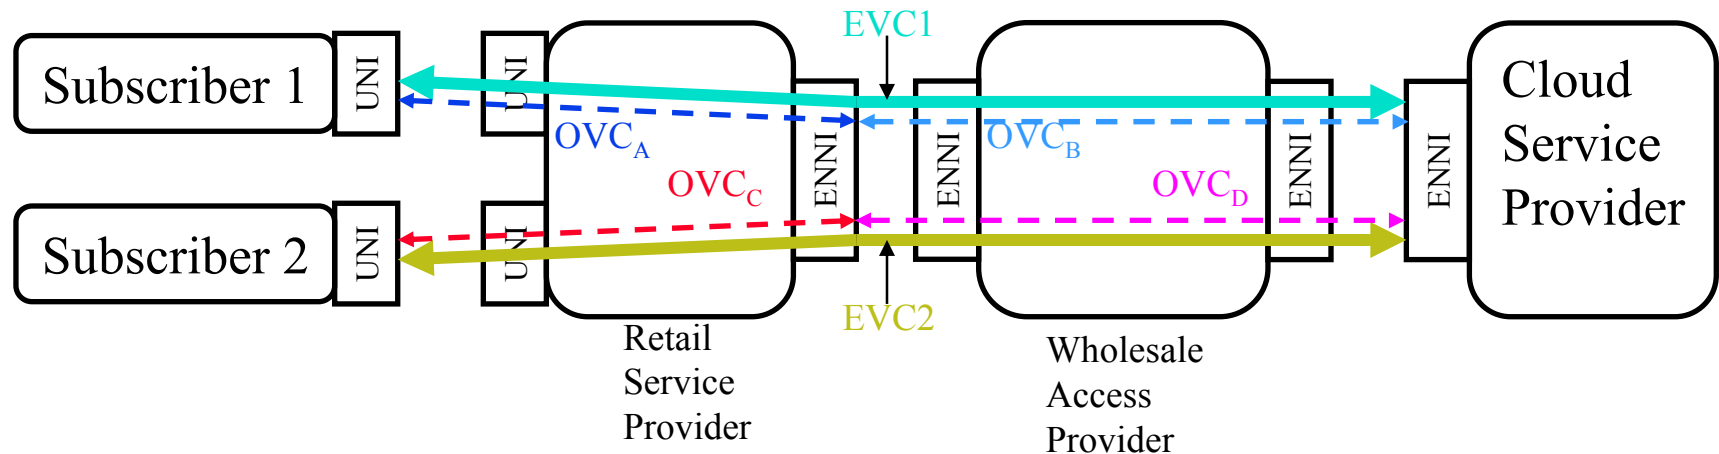 EVC1
Subscriber 1
UNI
UNI
OVCA
ENNI
ENNI
OVCB
ENNI
ENNI
Cloud
Service
Provider
OVCC
OVCD
Subscriber 2
UNI
UNI
EVC2
Retail
Service
Provider
Wholesale
Access
Provider